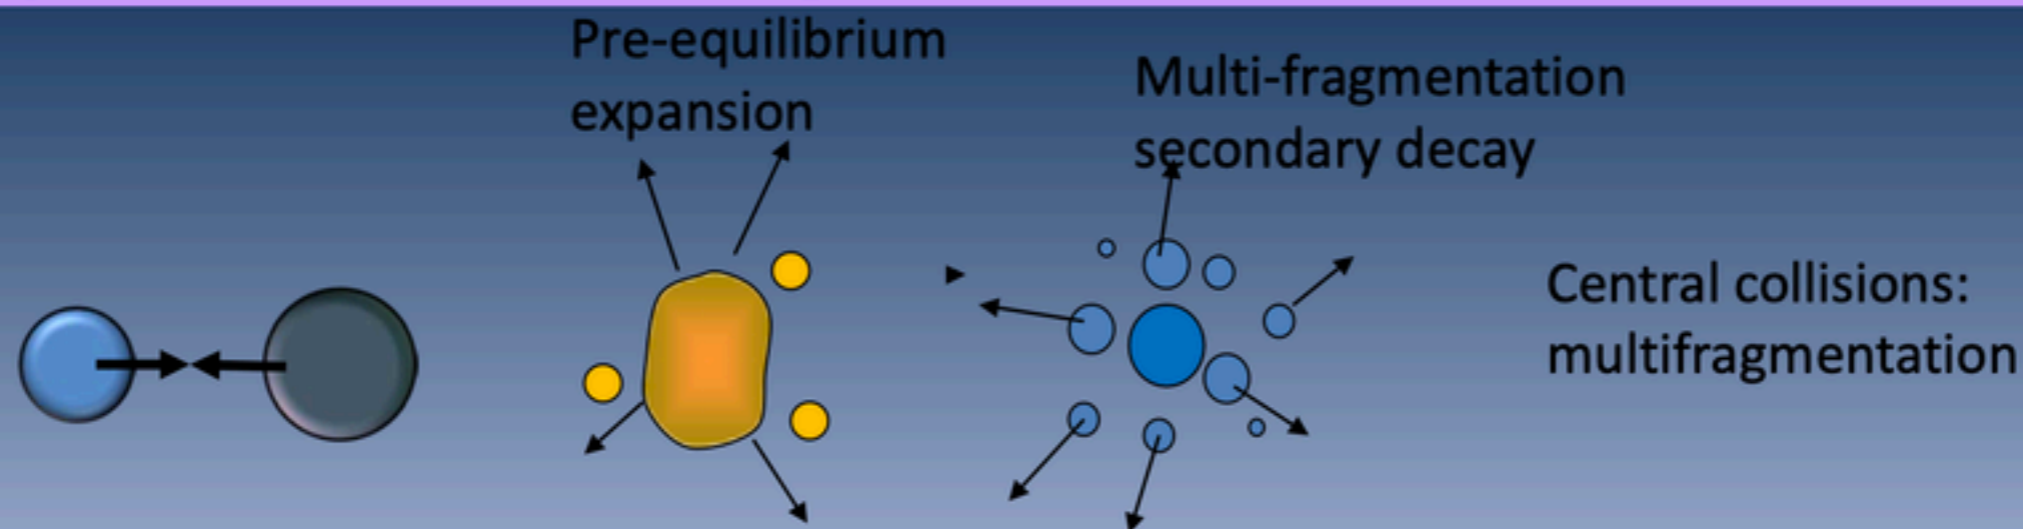 Pre-equilibrium
expansion
Multi-fragmentation
secondary decay
Central collisions:
multifragmentation